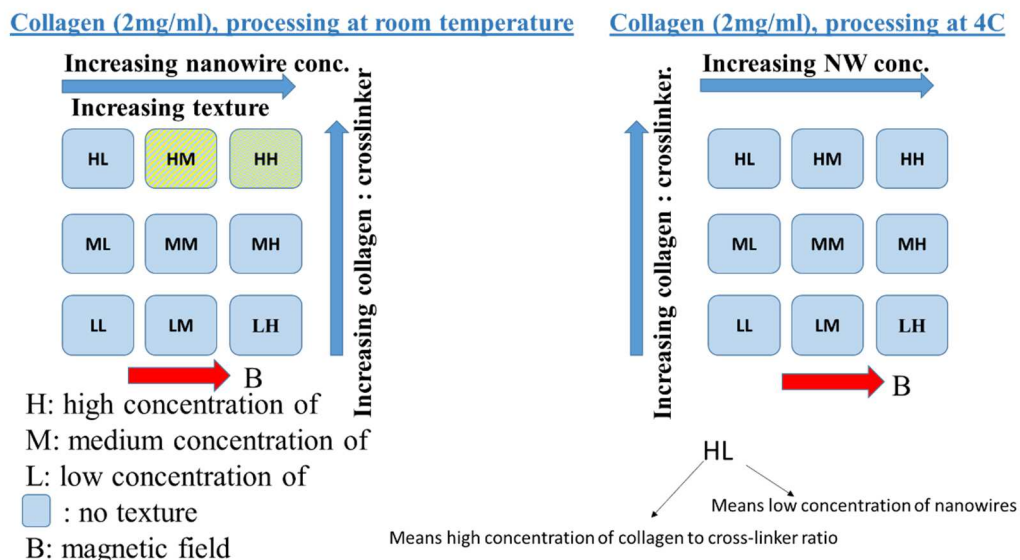 Collagen (2mg/ml), processing at room temperature
Increasing nanowire conc.
Increasing texture
HL HM HH
ML MM MH
LL LM LH
Increasing collagen : crosslinker
B
H: high concentration of
M: medium concentration of
L: low concentration of
: no texture
B: magnetic field
Collagen (2mg/ml), processing at 4C
Increasing NW conc.
Increasing collagen : crosslinker.
HL HM HH
ML MM MH
LL LM LH
B
HL
Means low concentration of nanowires
Means high concentration of collagen to cross-linker ratio